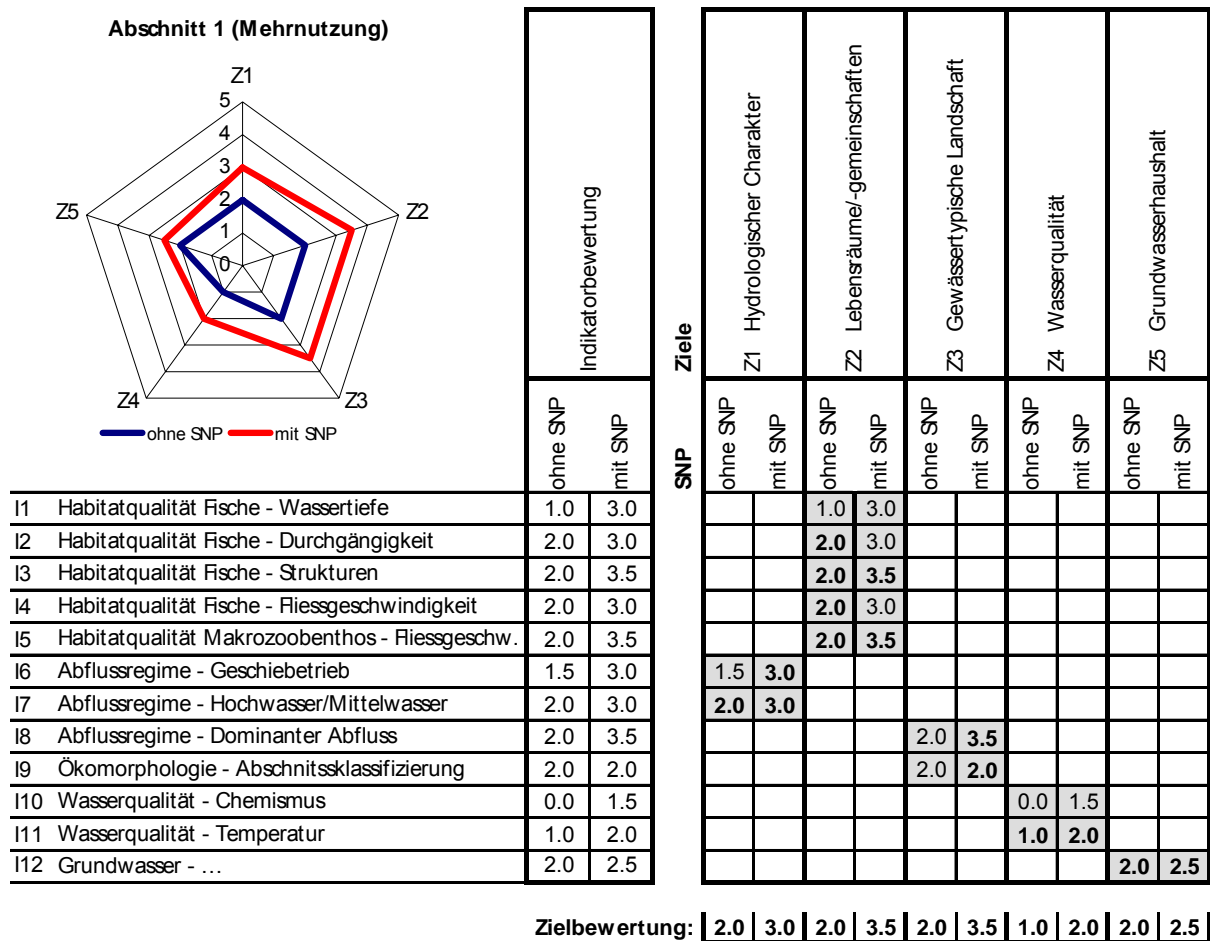 Abschnitt 1 (Mehrnutzung)
Z1
5
4
3
2
1
0
Z5
Z2
Z4
Z3
ohne SNP mit SNP
Indikatorbewertung
Ziele
Z1 Hydrologischer Charakter
Z2 Lebensräume/-gemeinschaften
Z3 Gewässertypische Landschaft
Z4 Wasserqualität
Z5 Grundwasserhaushalt
ohne SNP mit SNP SNP ohne SNP mit SNP ohne SNP mit SNP ohne SNP mit SNP ohne SNP mit SNP ohne SNP mit SNP
I1 Habitatqualität Fische - Wassertiefe 1.0 3.0 1.0 3.0
I2 Habitatqualität Fische - Durchgängigkeit 2.0 3.0 2.0 3.0
I3 Habitatqualität Fische - Strukturen 2.0 3.5 2.0 3.5
I4 Habitatqualität Fische - Fliessgeschwindigkeit 2.0 3.0 2.0 3.0
I5 Habitatqualität Makrozoobenthos - Fliessgeschw. 2.0 3.5 2.0 3.5
I6 Abflussregime - Geschiebetrieb 1.5 3.0 1.5 3.0
I7 Abflussregime - Hochwasser/Mittelwasser 2.0 3.0 2.0 3.0
I8 Abflussregime - Dominanter Abfluss 2.0 3.5 2.0 3.5
I9 Ökomorphologie - Abschnitssklassifizierung 2.0 2.0 2.0 2.0
I10 Wasserqualität - Chemismus 0.0 1.5 0.0 1.5
I11 Wasserqualität - Temperatur 1.0 2.0 1.0 2.0
I12 Grundwasser - … 2.0 2.5 2.0 2.5
Zielbewertung: 2.0 3.0 2.0 3.5 2.0 3.5 1.0 2.0 2.0 2.5